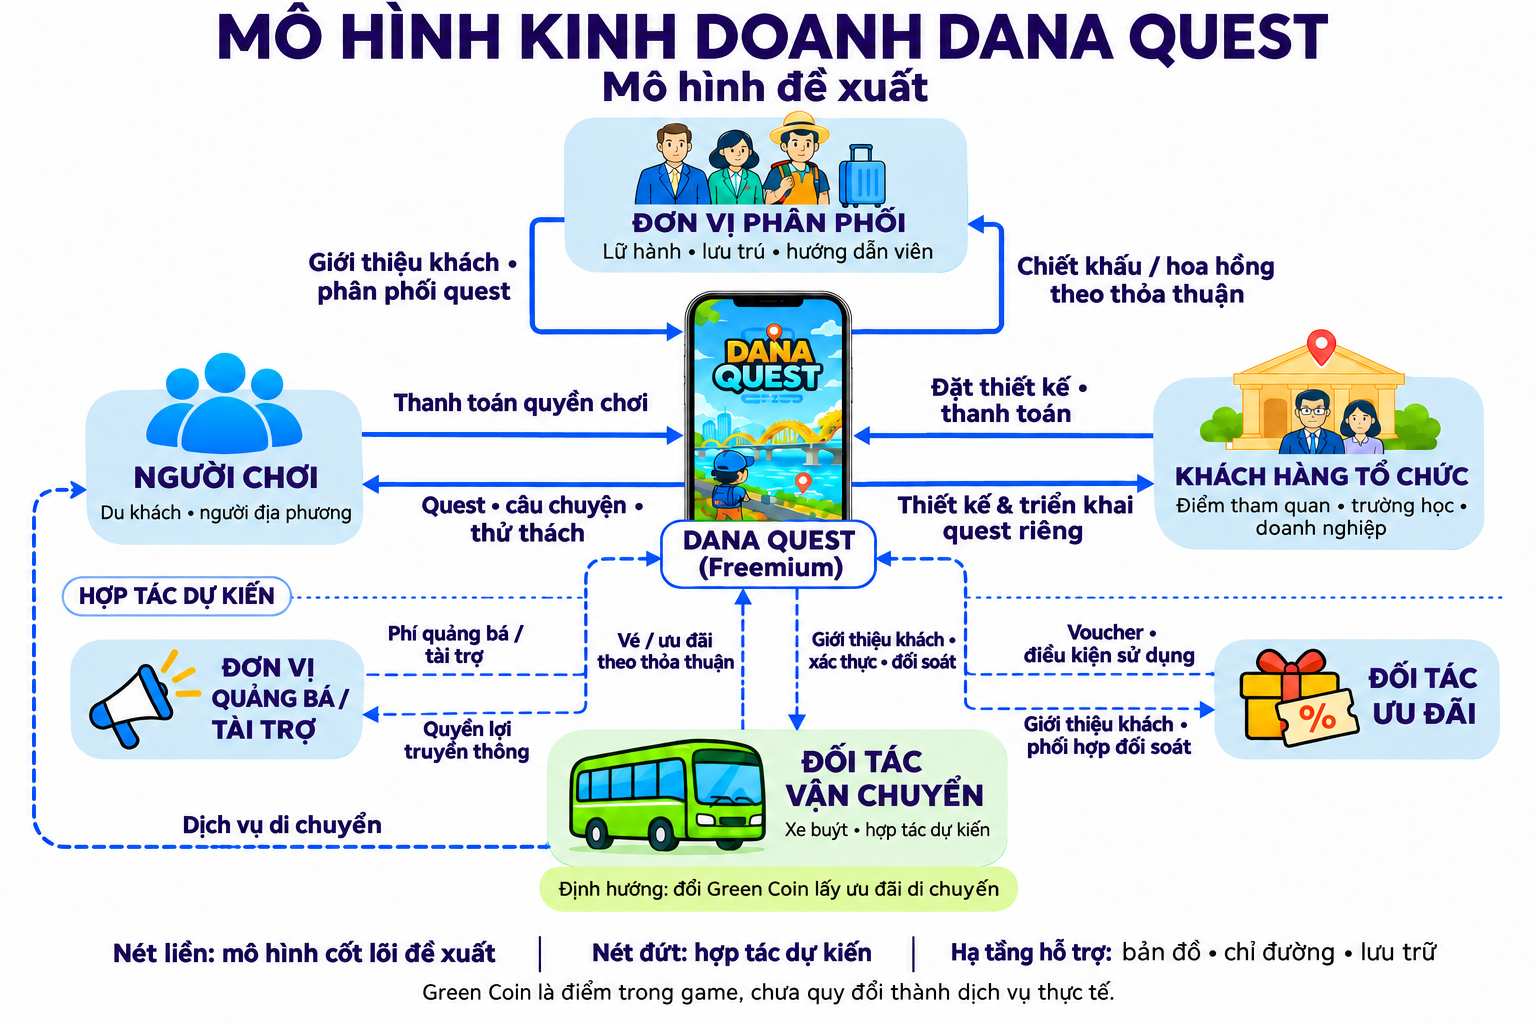 MÔ HÌNH KINH DOANH DANA QUEST
Mô hình đề xuất
ĐƠN VỊ PHÂN PHỐI
Lữ hành • lưu trú • hướng dẫn viên
Giới thiệu khách •
phân phối quest
Chiết khấu / hoa hồng
theo thỏa thuận
DANA
QUEST
NGƯỜI CHƠI
Du khách • người địa phương
Thanh toán quyền chơi
Quest • câu chuyện •
thử thách
Đặt thiết kế •
thanh toán
Thiết kế & triển khai
quest riêng
KHÁCH HÀNG TỔ CHỨC
Điểm tham quan • trường học •
doanh nghiệp
DANA QUEST
(Freemium)
HỢP TÁC DỰ KIẾN
ĐƠN VỊ
QUẢNG BÁ /
TÀI TRỢ
Phí quảng bá /
tài trợ
Quyền lợi
truyền thông
Vé / ưu đãi
theo thỏa thuận
Giới thiệu khách •
xác thực • đối soát
Voucher •
điều kiện sử dụng
Giới thiệu khách •
phối hợp đối soát
%
ĐỐI TÁC
ƯU ĐÃI
ĐỐI TÁC
VẬN CHUYỂN
Xe buýt • hợp tác dự kiến
Dịch vụ di chuyển
Định hướng: đổi Green Coin lấy ưu đãi di chuyến
Nét liền: mô hình cốt lõi đề xuất
Nét đứt: hợp tác dự kiến
Hạ tầng hỗ trợ: bản đồ • chỉ đường • lưu trữ
Green Coin là điểm trong game, chưa quy đổi thành dịch vụ thực tế.